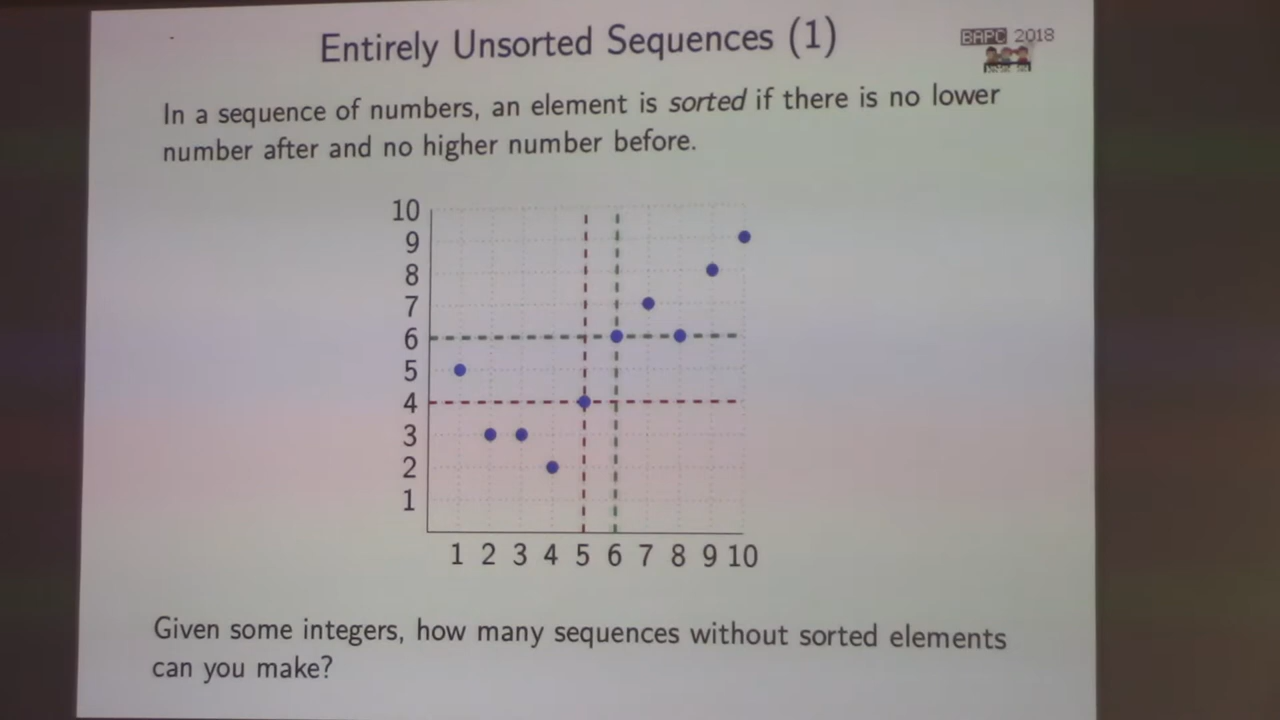 Entirely Unsorted Sequences (1)
BAPC 2018
In a sequence of numbers, an element is sorted if there is no lower
number after and no higher number before.
10
9
8
7
6
5
4
3
2
1
1 2 3 4 5 6 7 8 9 10
Given some integers, how many sequences without sorted elements
can you make?